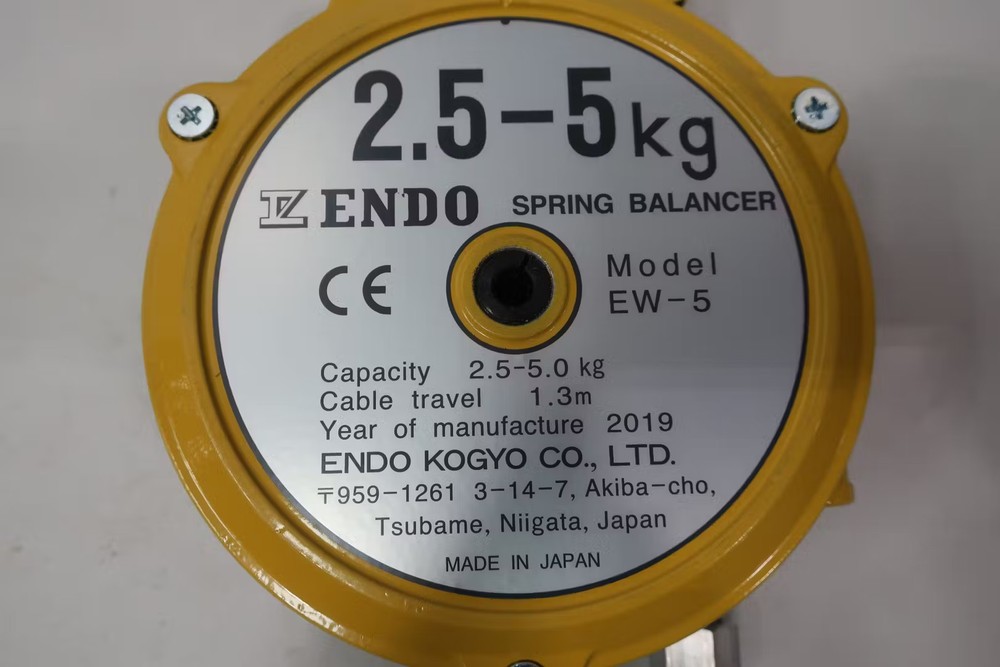 2.5-5kg
ENDO SPRING BALANCER
CE Model
EW-5
Capacity 2.5-5.0 kg
Cable travel 1.3m
Year of manufacture 2019
ENDO KOGYO CO., LTD.
〒959-1261 3-14-7, Akiba-cho,
Tsubame, Niigata, Japan
MADE IN JAPAN